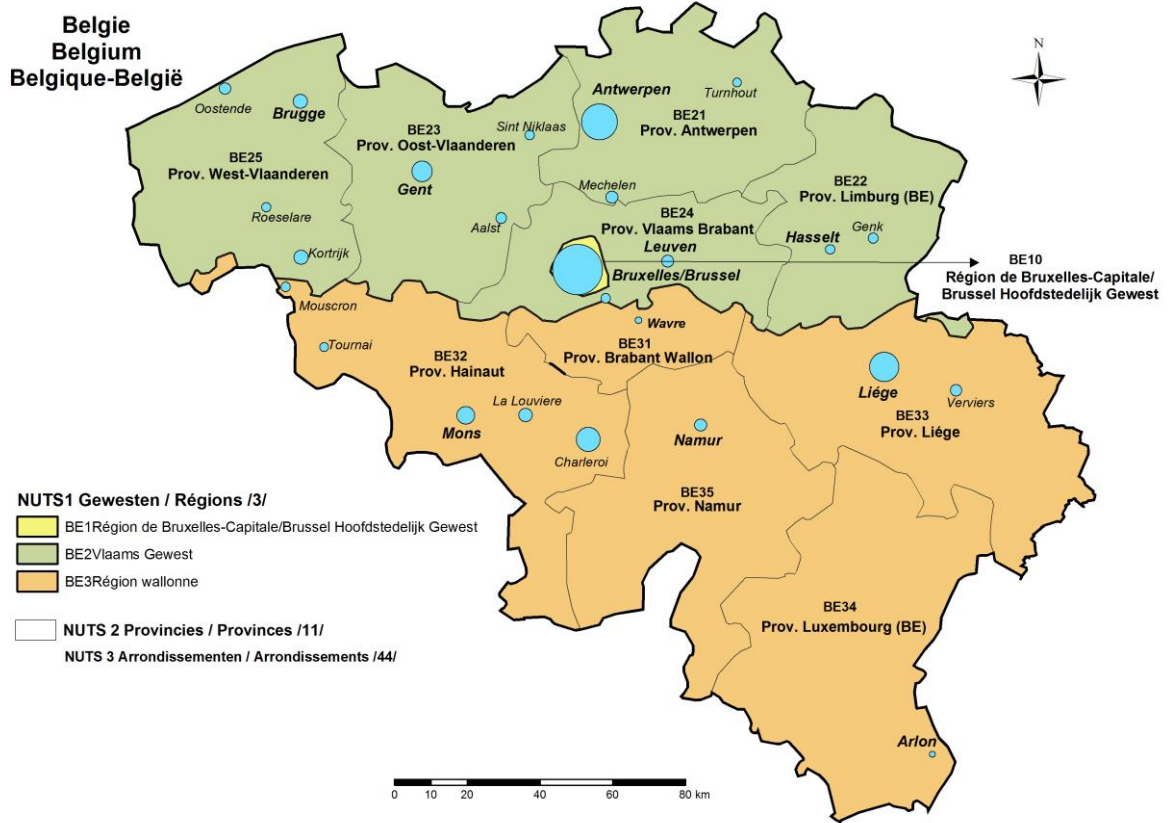 Belgie
Belgium
Belgique-België
N
Oostende
Brugge
BE25
Prov. West-Vlaanderen
Roeselare
Kortrijk
BE23
Prov. Oost-Vlaanderen
Sint Niklaas
Gent
Aalst
Antwerpen
Turnhout
BE21
Prov. Antwerpen
Mechelen
BE24
Prov. Vlaams Brabant
Leuven
Bruxelles/Brussel
BE22
Prov. Limburg (BE)
Genk
Hasselt
BE10
Région de Bruxelles-Capitale/
Brussel Hoofdstedelijk Gewest
Mouscron
Tournai
BE32
Prov. Hainaut
La Louviere
Mons
Charleroi
Wavre
BE31
Prov. Brabant Wallon
Namur
BE35
Prov. Namur
Liége
Verviers
BE33
Prov. Liége
BE34
Prov. Luxembourg (BE)
Arlon
NUTS1 Gewesten / Régions /3/
BE1Région de Bruxelles-Capitale/Brussel Hoofdstedelijk Gewest
BE2Vlaams Gewest
BE3Région wallonne
NUTS 2 Provincies / Provinces /11/
NUTS 3 Arrondissementen / Arrondissements /44/
0 10 20 40 60 80 km